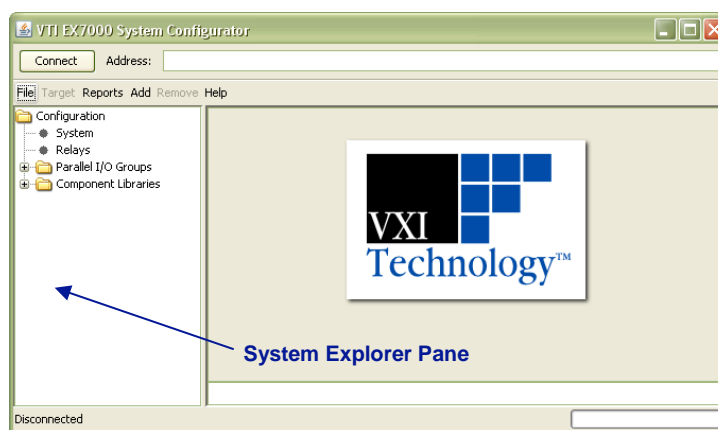 VTI EX7000 System Configurator
Connect Address:
File Target Reports Add Remove Help
Configuration
System
Relays
Parallel I/O Groups
Component Libraries
VXI
Technology™
System Explorer Pane
Disconnected